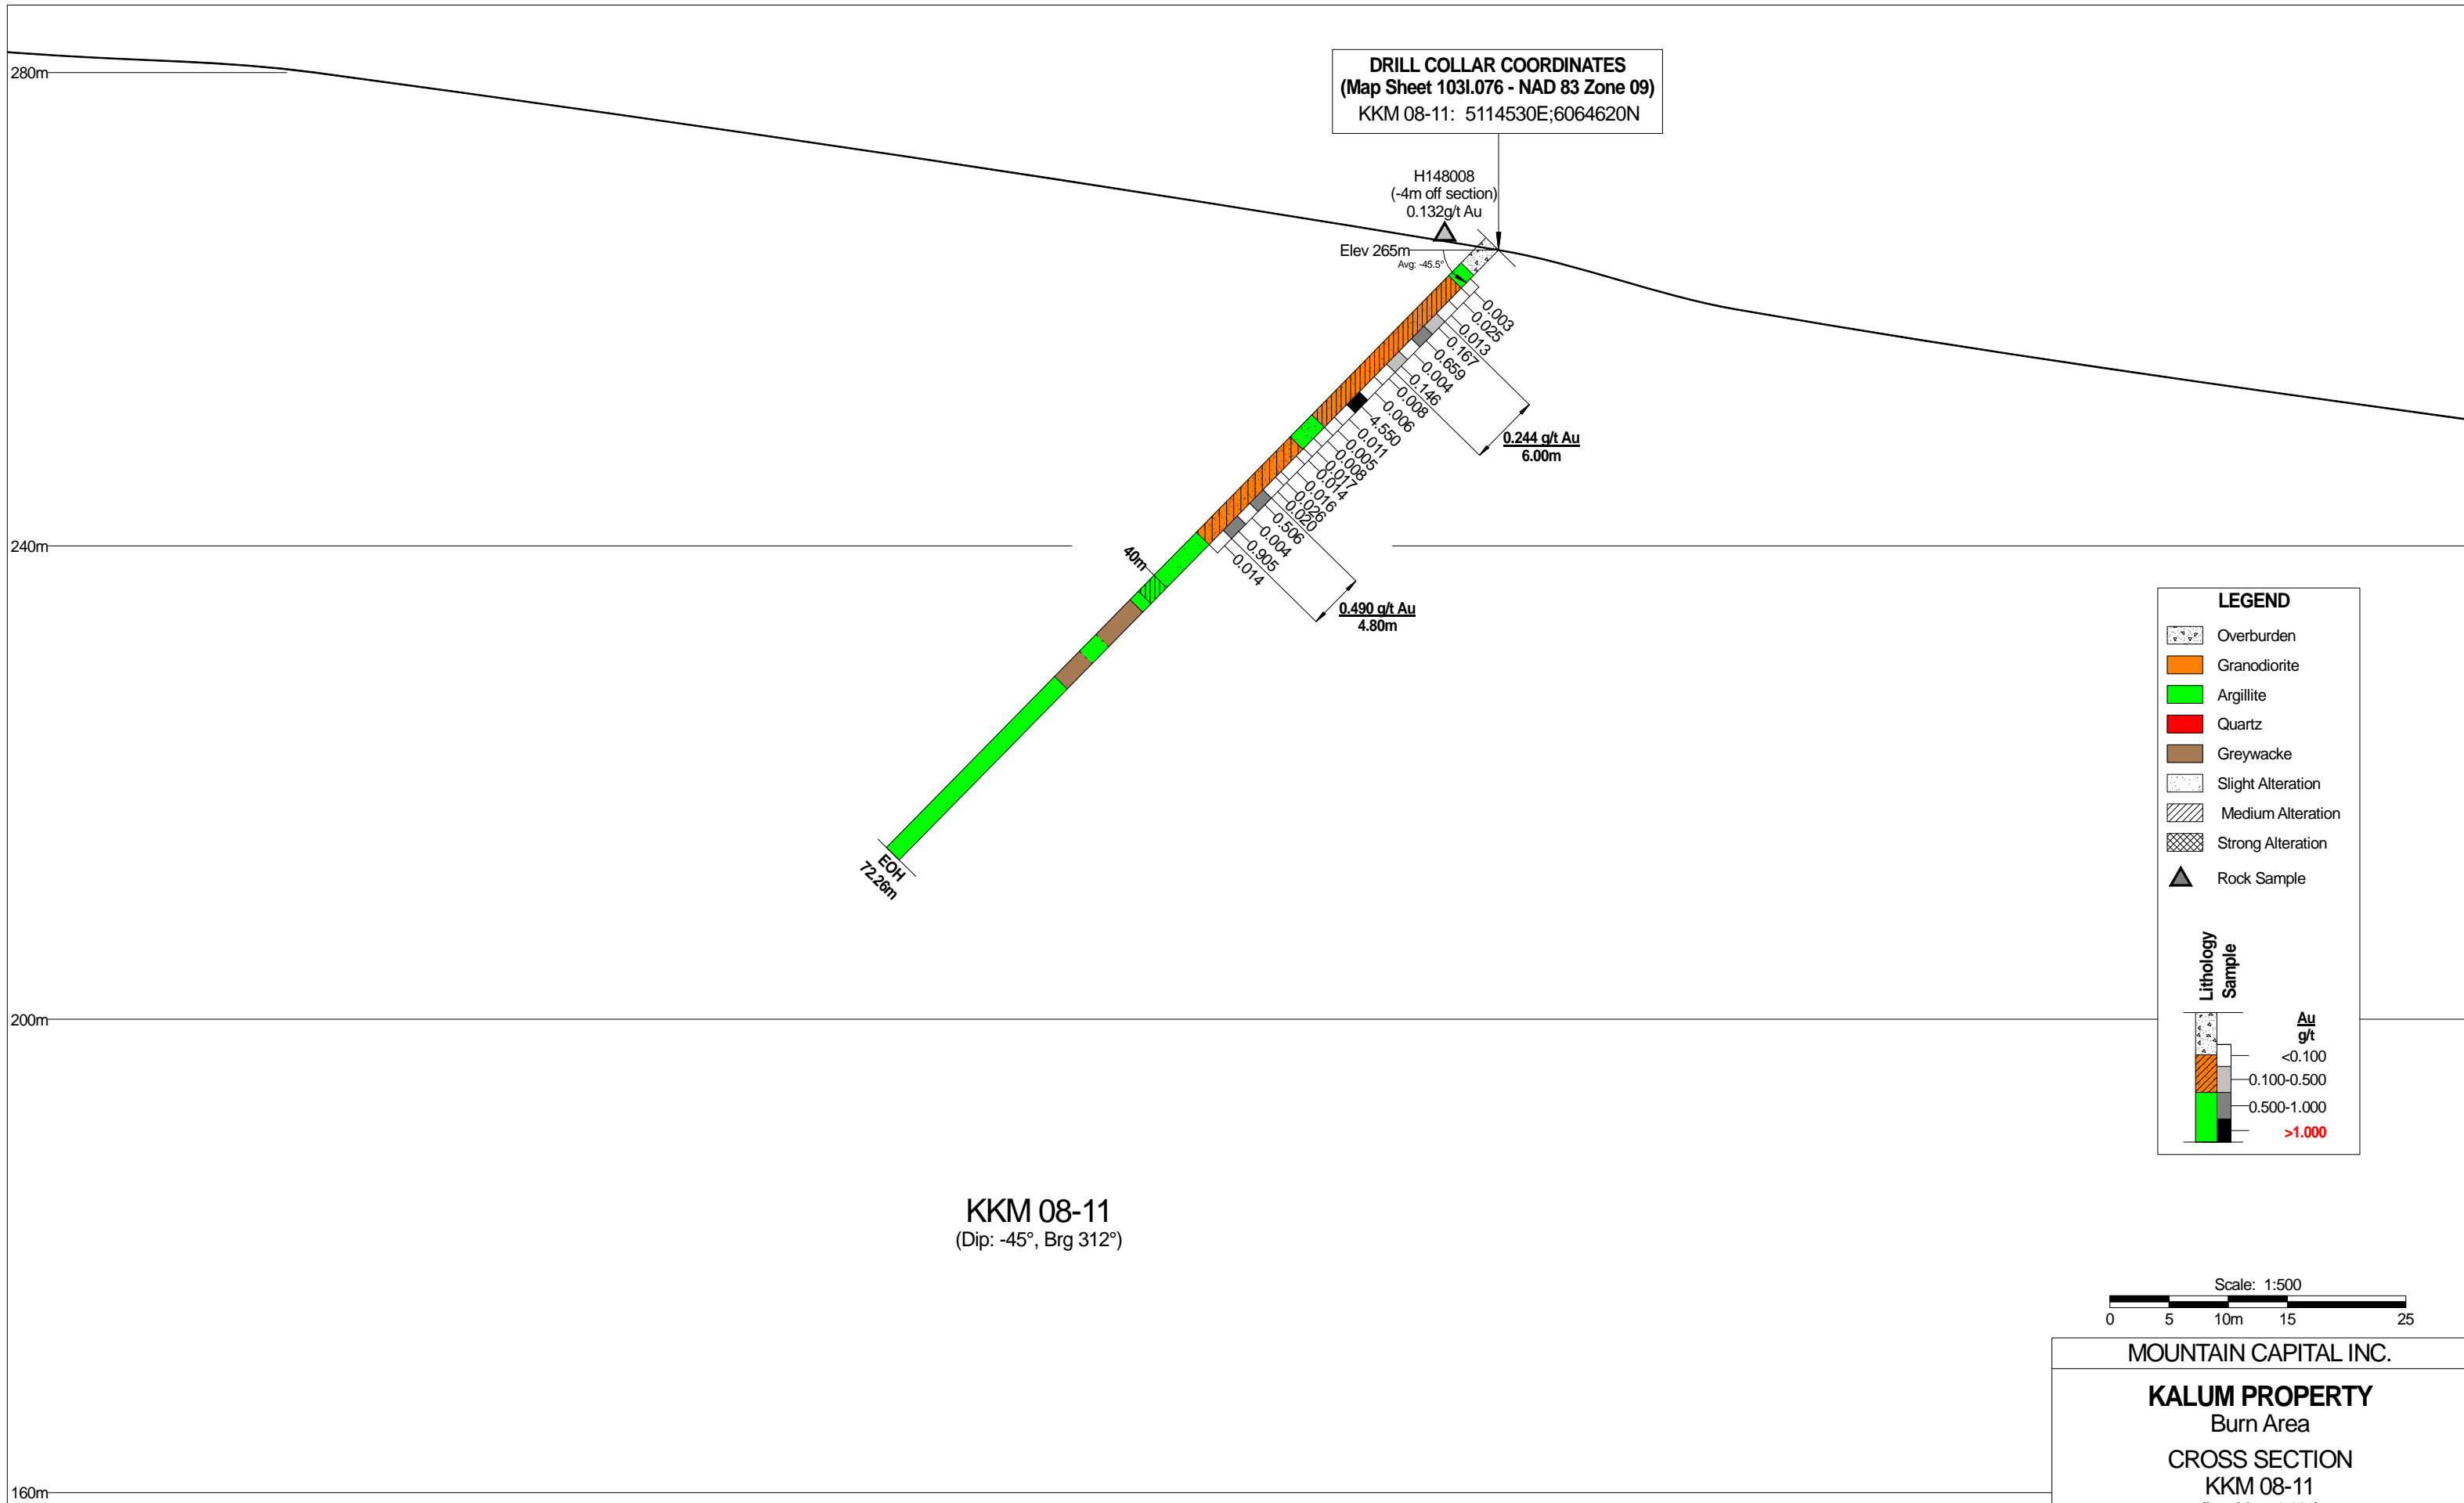 280m
240m
200m
160m
DRILL COLLAR COORDINATES
(Map Sheet 103I.076 - NAD 83 Zone 09)
KKM 08-11: 5114530E;6064620N
H148008
(-4m off section)
0.132g/t Au
Elev 265m
Avg: -45.5°
0.003
0.025
0.013
0.167
0.659
0.004
0.146
0.008
0.006
4.550
0.011
0.005
0.008
0.017
0.014
0.016
0.026
0.020
0.506
0.004
0.905
0.014
0.244 g/t Au
6.00m
0.490 g/t Au
4.80m
40m
EOH
72.26m
LEGEND
Overburden
Granodiorite
Argillite
Quartz
Greywacke
Slight Alteration
Medium Alteration
Strong Alteration
Rock Sample
Lithology
Sample
Au
g/t
<0.100
0.100-0.500
0.500-1.000
>1.000
KKM 08-11
(Dip: -45°, Brg 312°)
Scale: 1:500
0 5 10m 15 25
MOUNTAIN CAPITAL INC.
KALUM PROPERTY
Burn Area
CROSS SECTION
KKM 08-11